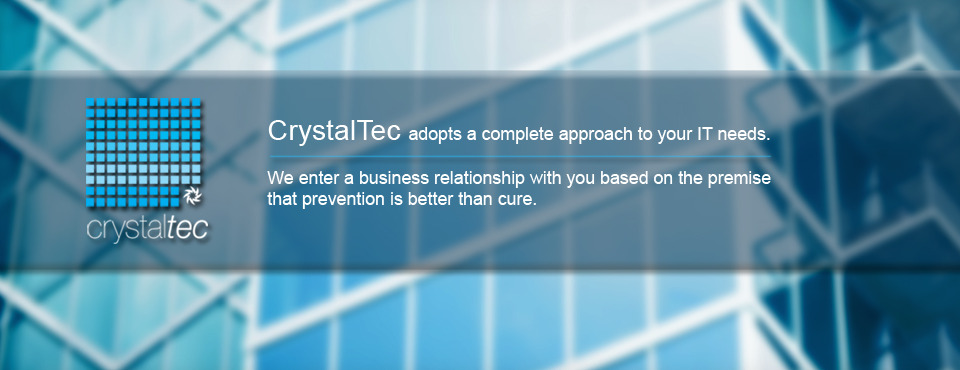 CrystalTec adopts a complete approach to your IT needs.
We enter a business relationship with you based on the premise
that prevention is better than cure.
crystaltec